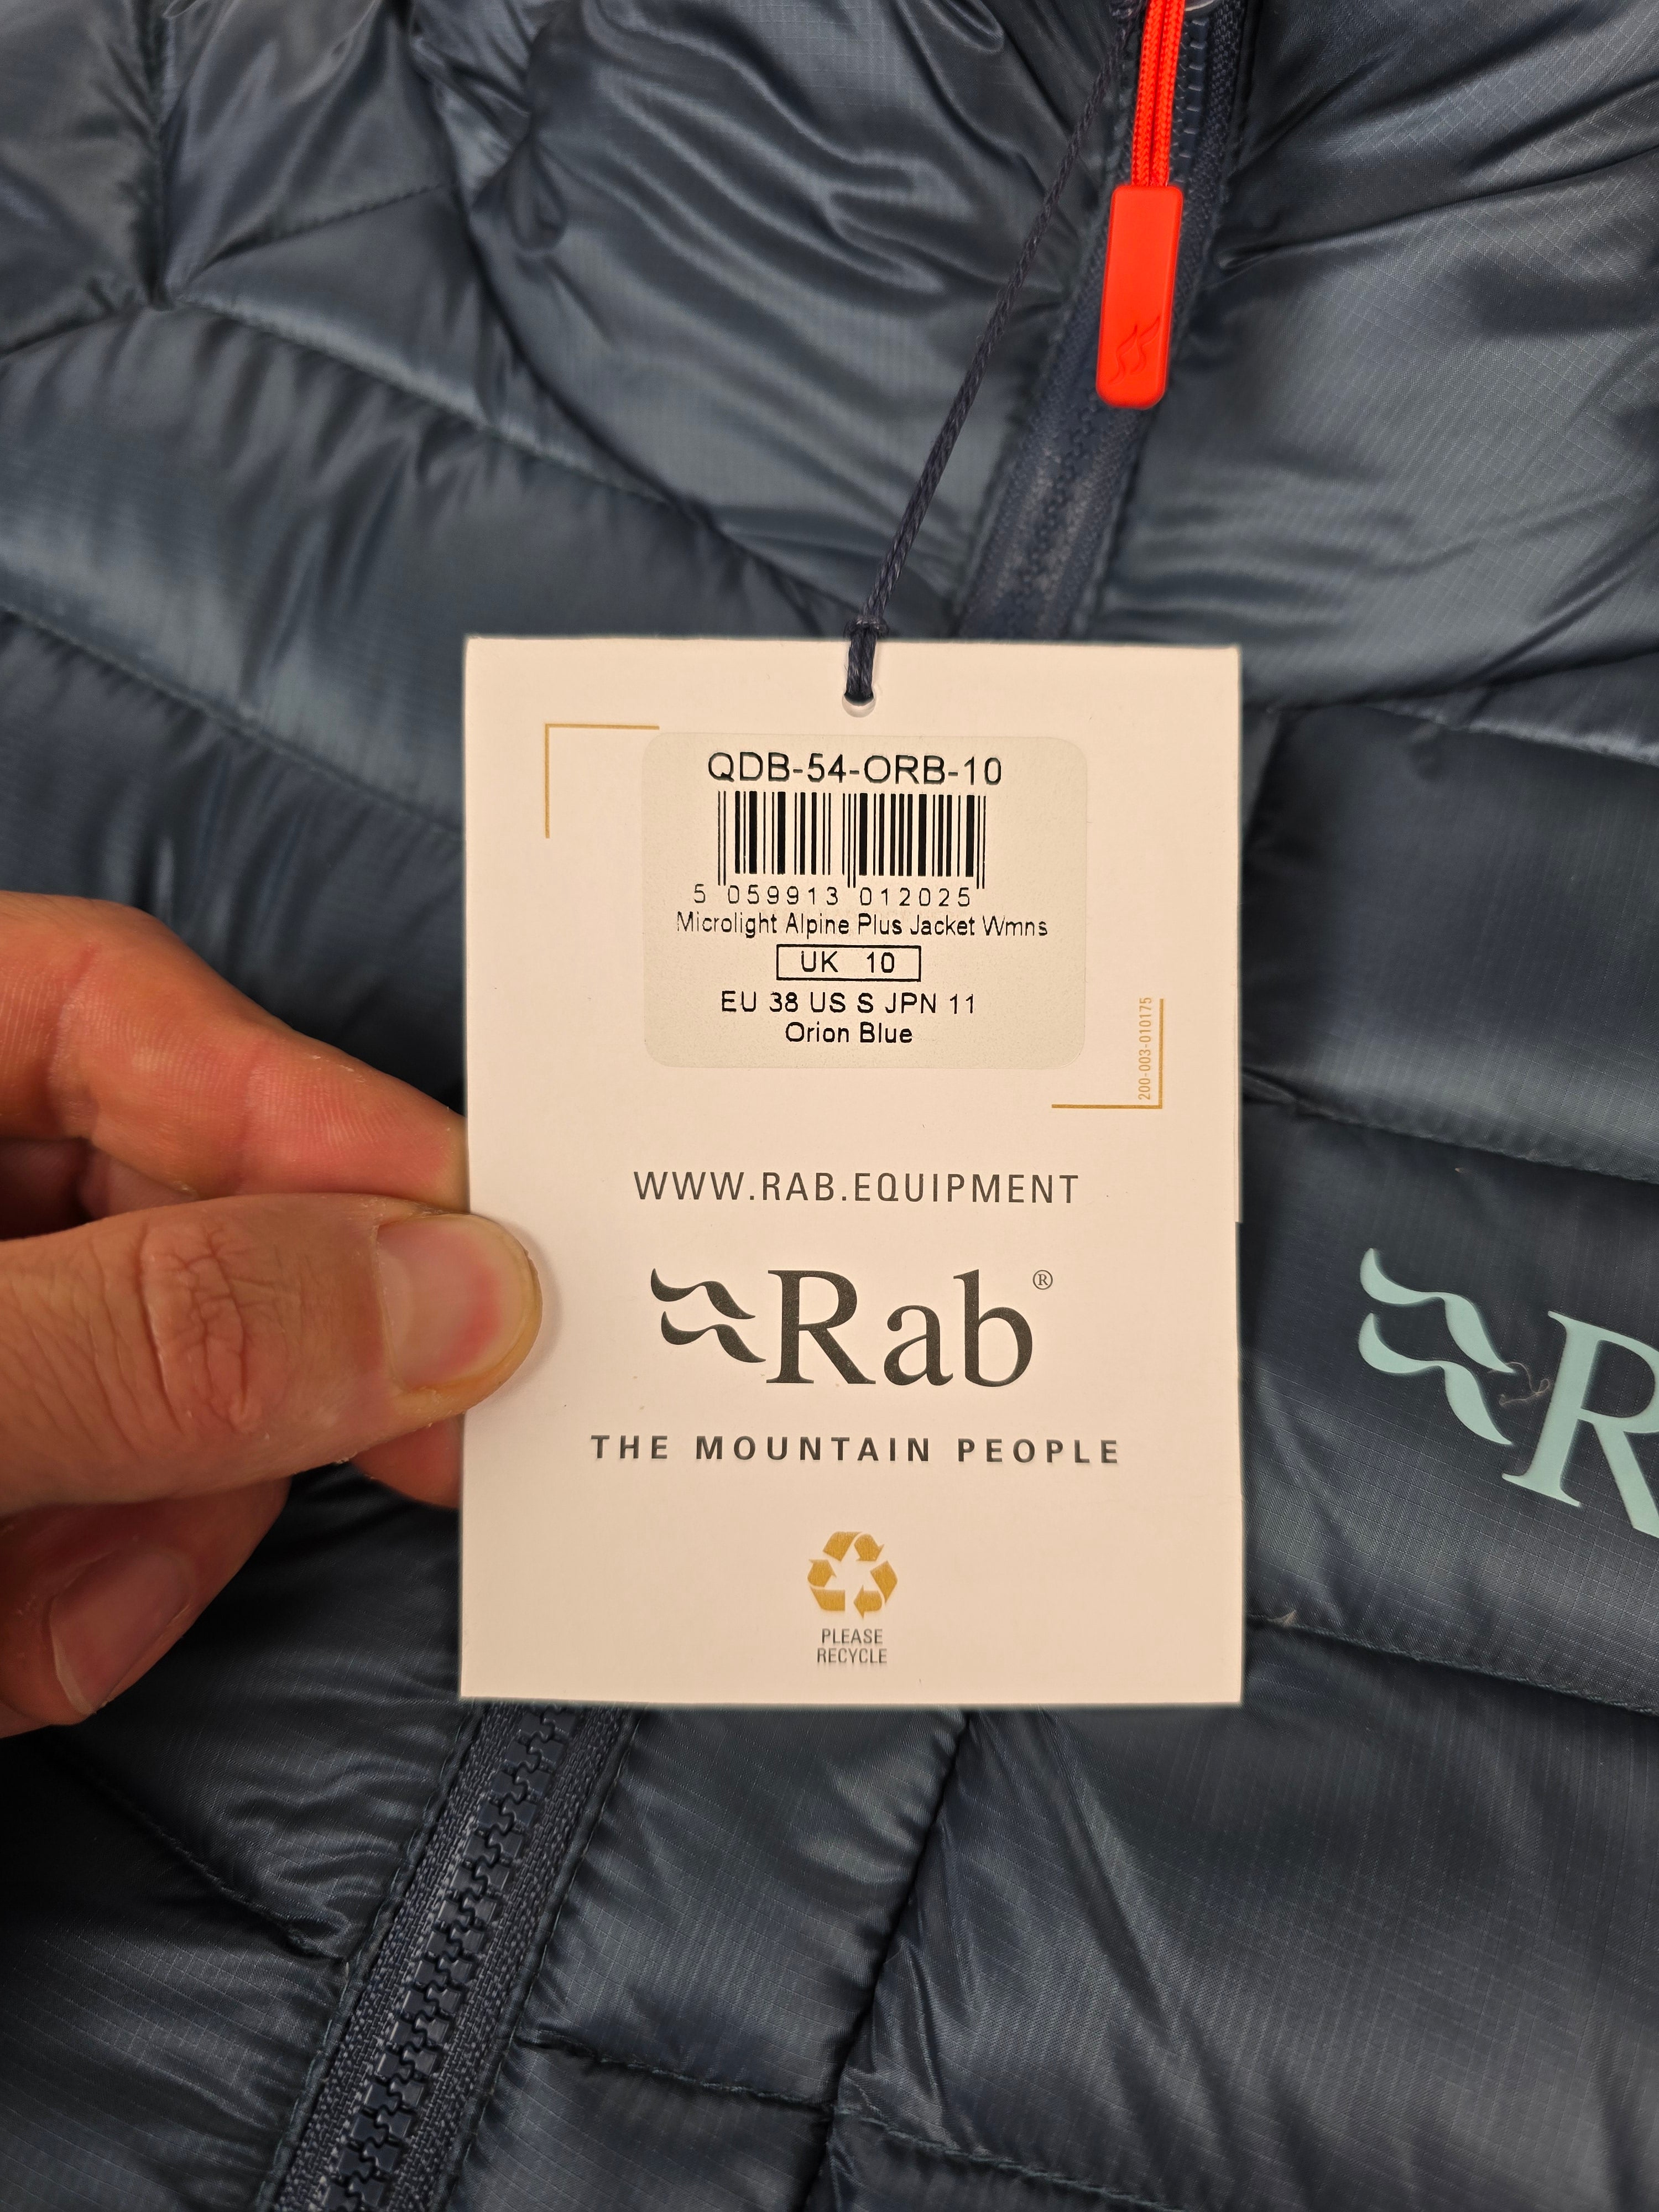 QDB-54-ORB-10
5 059913 012025
Microlight Alpine Plus Jacket Wmns
UK 10
EU 38 US S JPN 11
Orion Blue
200-003-010175
WWW.RAB.EQUIPMENT
Rab®
THE MOUNTAIN PEOPLE
PLEASE
RECYCLE
R